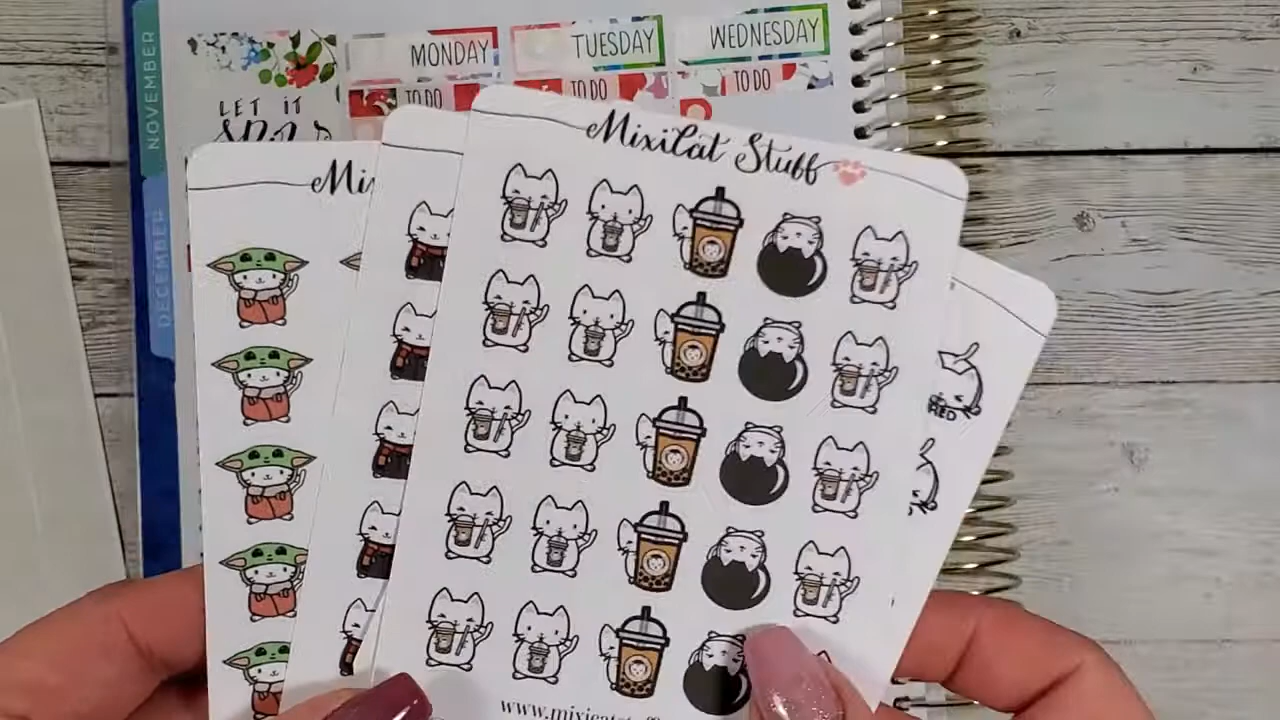 NOVEMBER
DECEMBER
MONDAY
TUESDAY
WEDNESDAY
TO DO
TO DO
TO DO
LET IT
MixiCat Stuff
RED